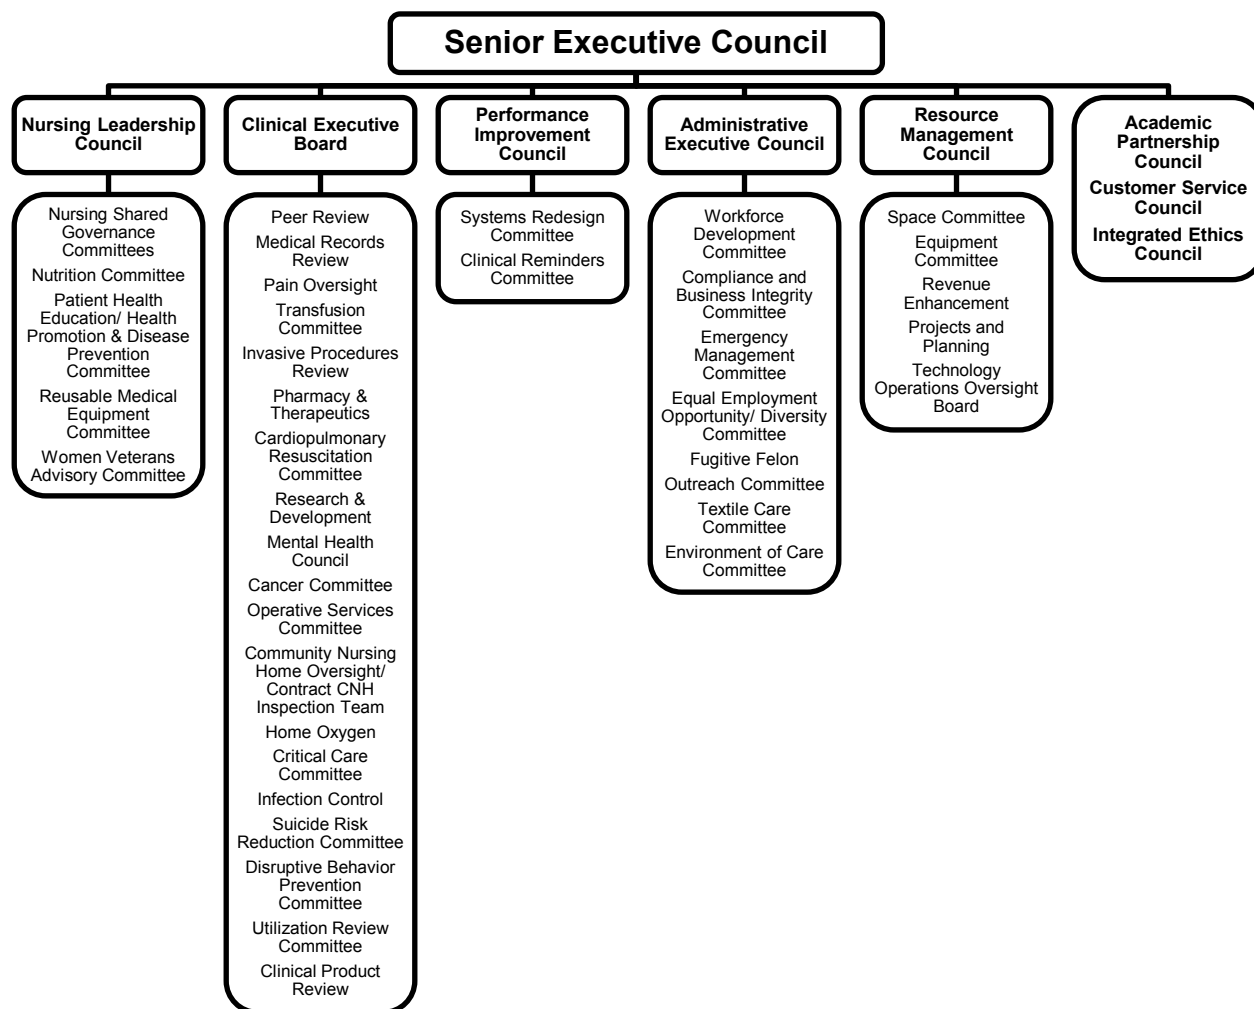 Senior Executive Council
Nursing Leadership
Council
Nursing Shared
Governance
Committees
Nutrition Committee
Patient Health
Education/ Health
Promotion & Disease
Prevention
Committee
Reusable Medical
Equipment
Committee
Women Veterans
Advisory Committee
Clinical Executive
Board
Peer Review
Medical Records
Review
Pain Oversight
Transfusion
Committee
Invasive Procedures
Review
Pharmacy &
Therapeutics
Cardiopulmonary
Resuscitation
Committee
Research &
Development
Mental Health
Council
Cancer Committee
Operative Services
Committee
Community Nursing
Home Oversight/
Contract CNH
Inspection Team
Home Oxygen
Critical Care
Committee
Infection Control
Suicide Risk
Reduction Committee
Disruptive Behavior
Prevention
Committee
Utilization Review
Committee
Clinical Product
Review
Performance
Improvement
Council
Systems Redesign
Committee
Clinical Reminders
Committee
Administrative
Executive Council
Workforce
Development
Committee
Compliance and
Business Integrity
Committee
Emergency
Management
Committee
Equal Employment
Opportunity/ Diversity
Committee
Fugitive Felon
Outreach Committee
Textile Care
Committee
Environment of Care
Committee
Resource
Management
Council
Space Committee
Equipment
Committee
Revenue
Enhancement
Projects and
Planning
Technology
Operations Oversight
Board
Academic
Partnership
Council
Customer Service
Council
Integrated Ethics
Council